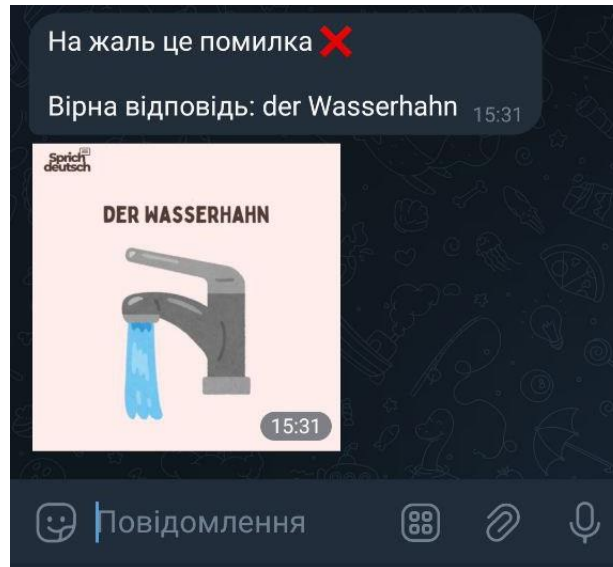 На жаль це помилка ❌
Вірна відповідь: der Wasserhahn 15:31
Sprich
deutsch
DER WASSERHAHN
15:31
Повідомлення